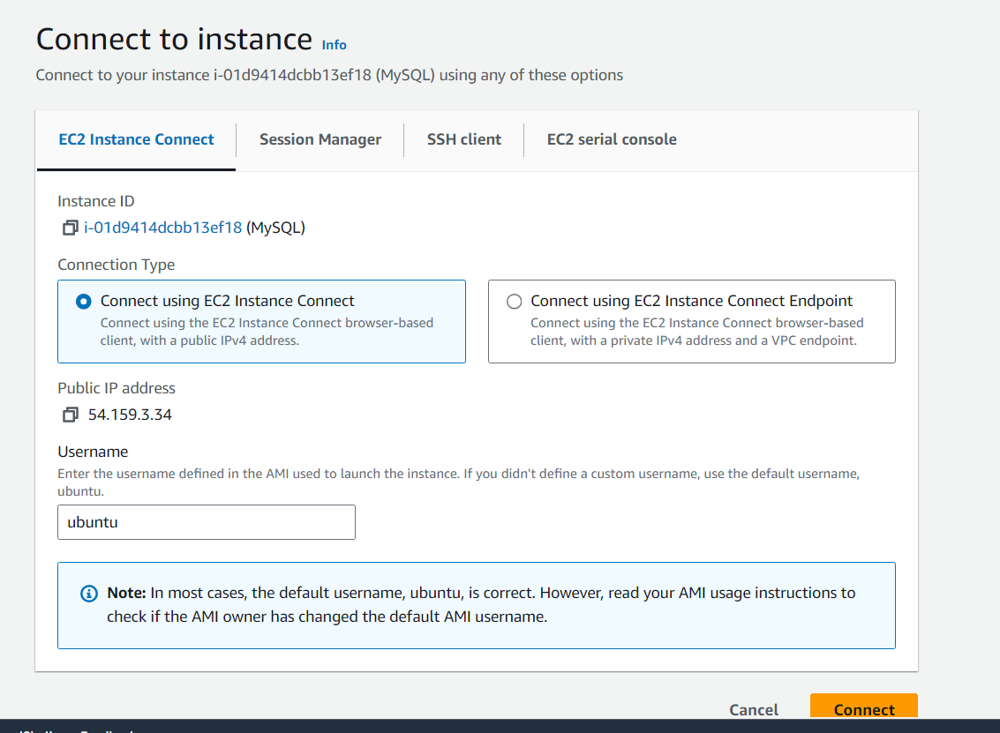 Connect to instance Info
Connect to your instance i-01d9414dcbb13ef18 (MySQL) using any of these options
EC2 Instance Connect Session Manager SSH client EC2 serial console
Instance ID
i-01d9414dcbb13ef18 (MySQL)
Connection Type
Connect using EC2 Instance Connect
Connect using the EC2 Instance Connect browser-based
client, with a public IPv4 address.
Connect using EC2 Instance Connect Endpoint
Connect using the EC2 Instance Connect browser-based
client, with a private IPv4 address and a VPC endpoint.
Public IP address
54.159.3.34
Username
Enter the username defined in the AMI used to launch the instance. If you didn't define a custom username, use the default username,
ubuntu.
ubuntu
Note: In most cases, the default username, ubuntu, is correct. However, read your AMI usage instructions to
check if the AMI owner has changed the default AMI username.
Cancel Connect